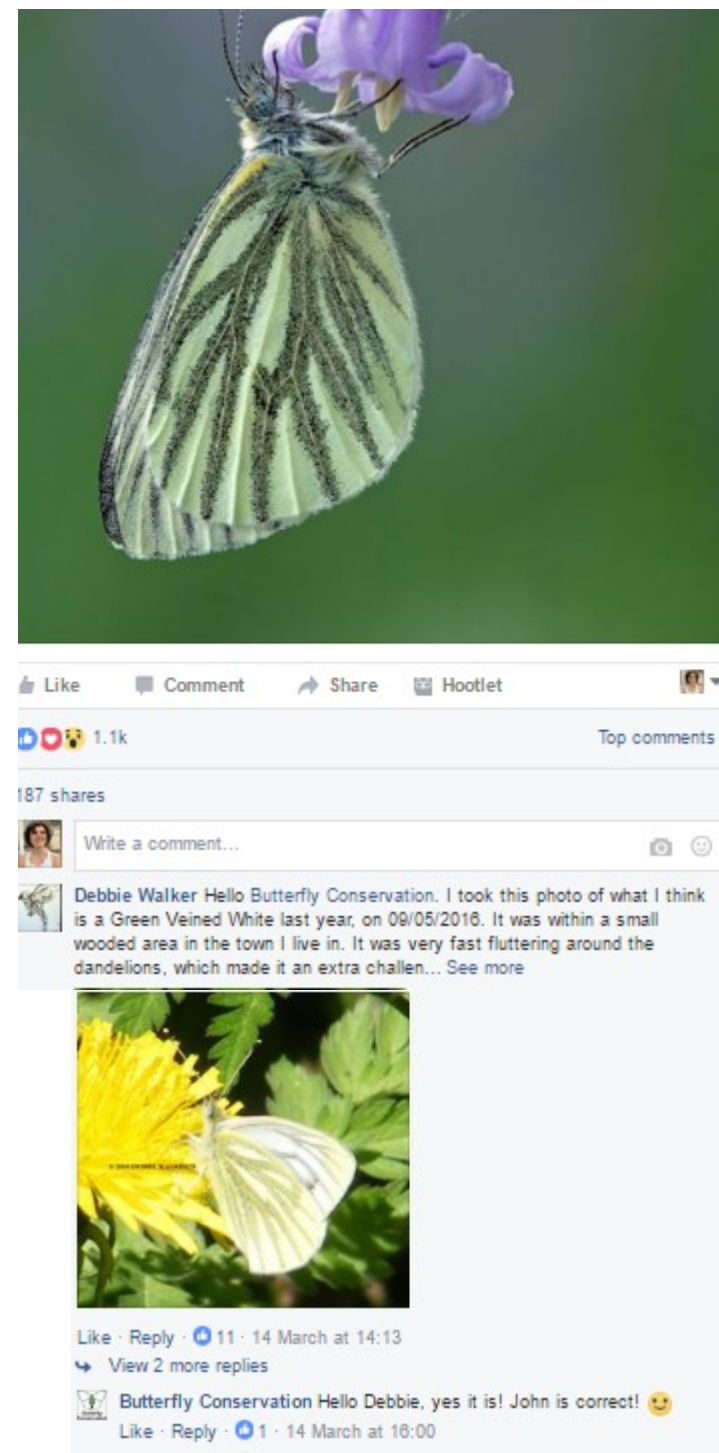 Like Comment Share Hootlet
1.1k Top comments
187 shares
Write a comment...
Debbie Walker Hello Butterfly Conservation. I took this photo of what I think
is a Green Veined White last year, on 09/05/2016. It was within a small
wooded area in the town I live in. It was very fast fluttering around the
dandelions, which made it an extra challen... See more
Like · Reply · 11 · 14 March at 14:13
View 2 more replies
Butterfly Conservation Hello Debbie, yes it is! John is correct!
Like · Reply · 1 · 14 March at 16:00